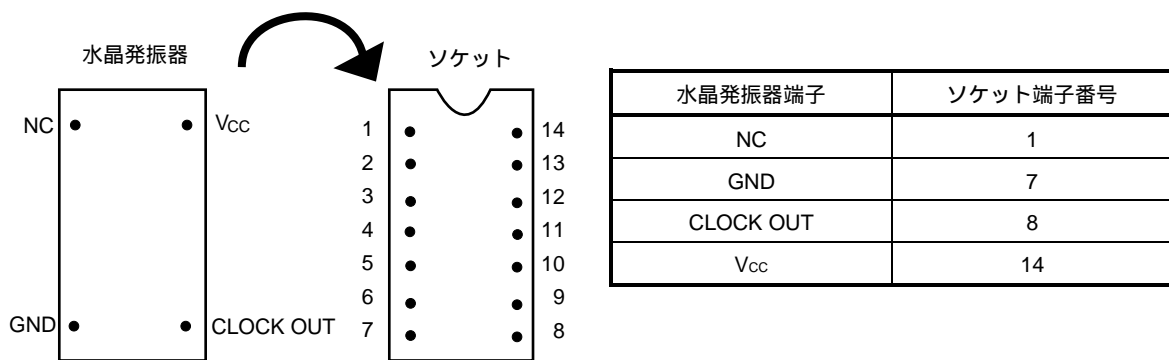 水晶発振器
NC
VCC
GND
CLOCK OUT
ソケット
1 14
2 13
3 12
4 11
5 10
6 9
7 8
水晶発振器端子 ソケット端子番号
NC 1
GND 7
CLOCK OUT 8
VCC 14